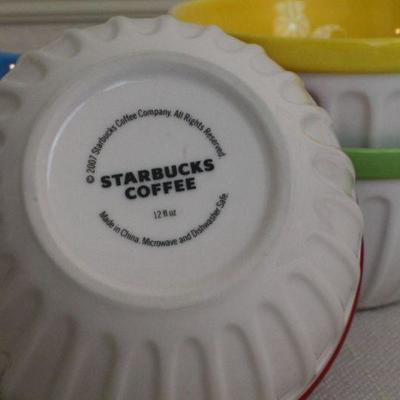 © 2007 Starbucks Coffee Company. All Rights Reserved.
STARBUCKS
COFFEE
12 fl oz
Made in China. Microwave and Dishwasher Safe.